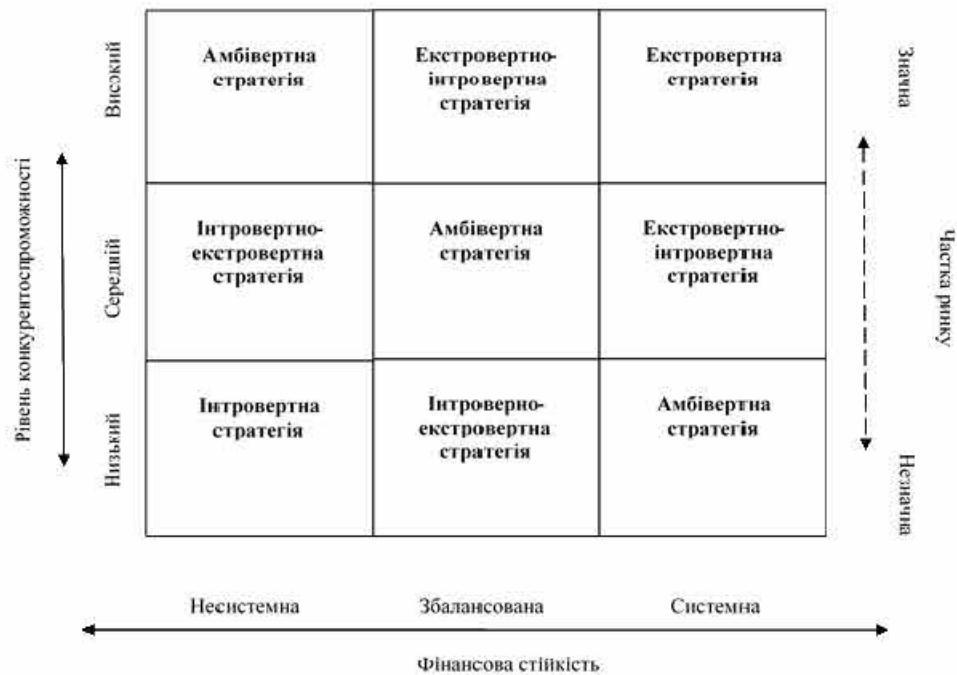 Високий
Амбівертна
стратегія
Екстровертно-
інтровертна
стратегія
Екстровертна
стратегія
Значна
Рівень конкурентоспроможності
Середній
Інтровертно-
екстровертна
стратегія
Амбівертна
стратегія
Екстровертно-
інтровертна
стратегія
Частка ринку
Низький
Інтровертна
стратегія
Інтроверно-
екстровертна
стратегія
Амбівертна
стратегія
Незначна
Несистемна
Збалансована
Системна
Фінансова стійкість